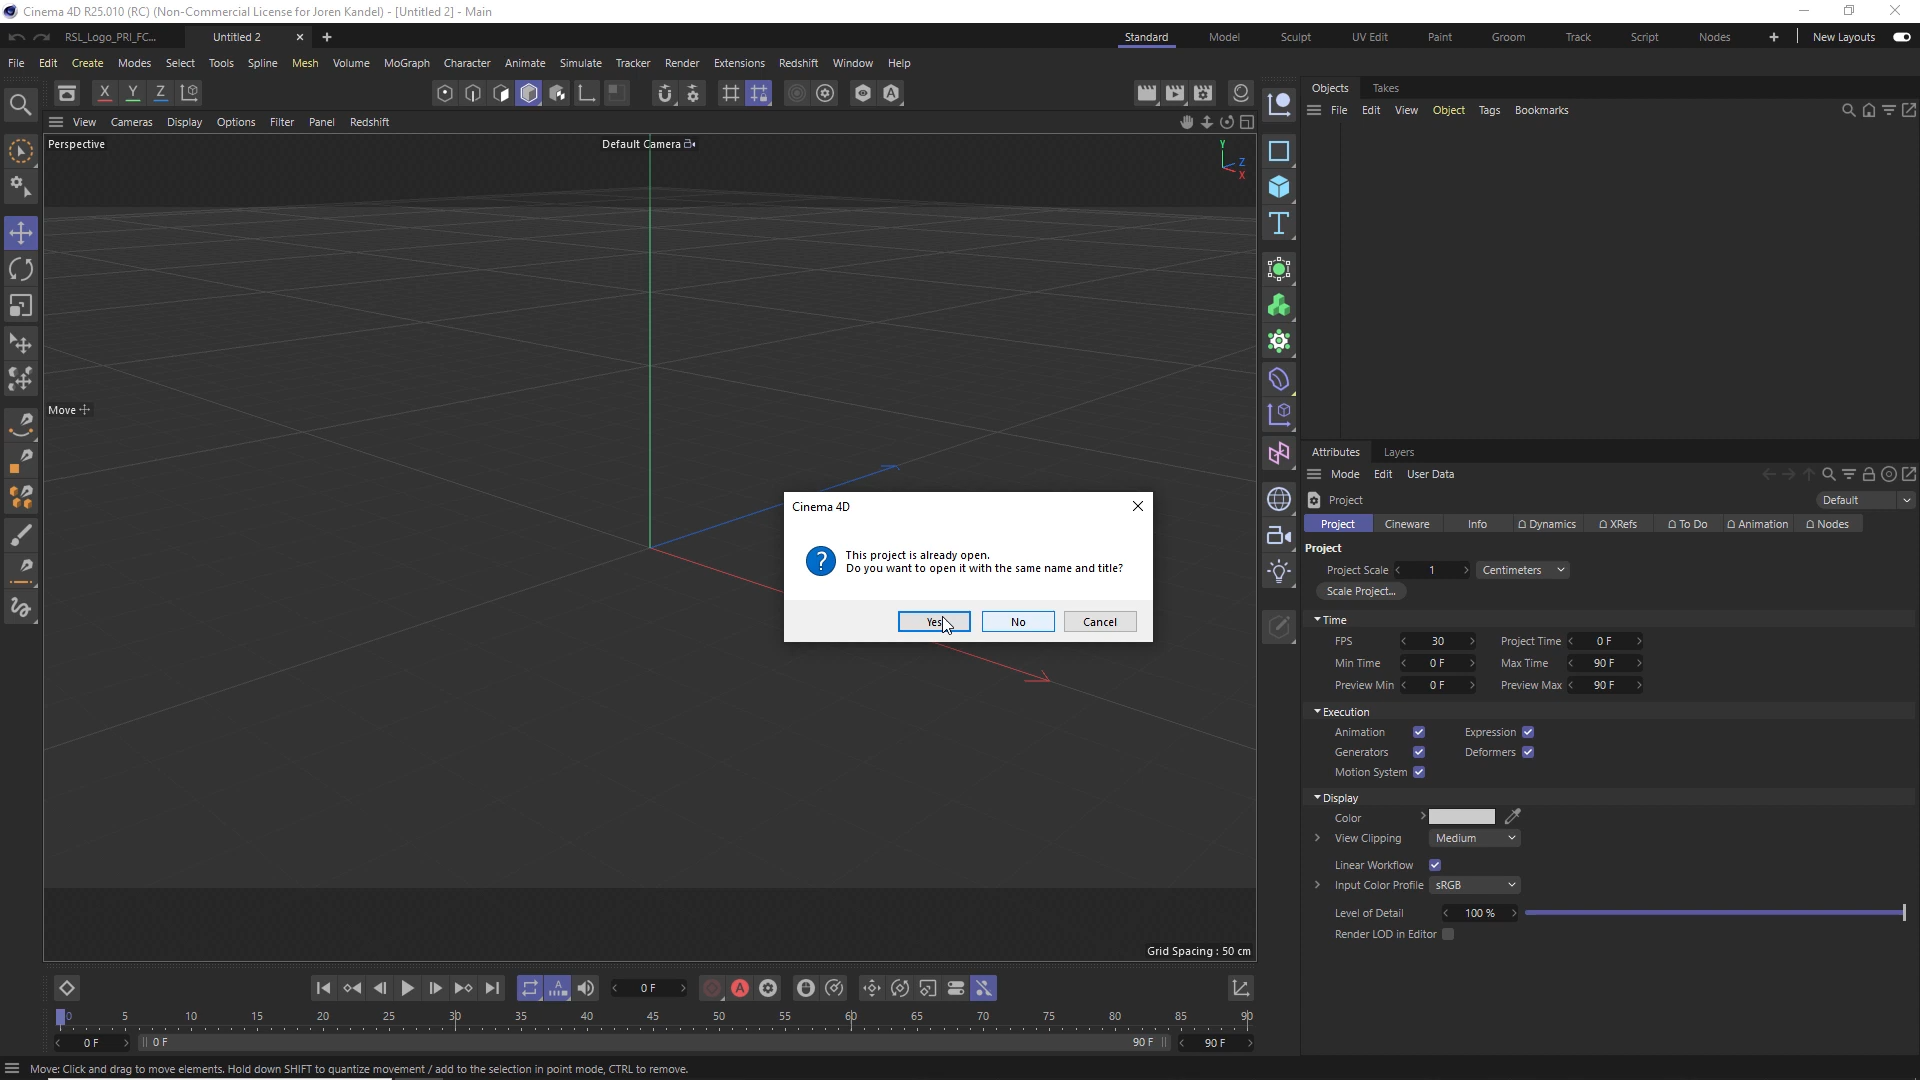 Cinema 4D R25.010 (RC) (Non-Commercial License for Joren Kandel) - [Untitled 2] - Main
RSL_Logo_PRI_FC... Untitled 2 Standard Model Sculpt UV Edit Paint Groom Track Script Nodes New Layouts
File Edit Create Modes Select Tools Spline Mesh Volume MoGraph Character Animate Simulate Tracker Render Extensions Redshift Window Help
X Y Z
Objects Takes
File Edit View Object Tags Bookmarks
View Cameras Display Options Filter Panel Redshift
Perspective
Default Camera
Y
Z
X
Move
Cinema 4D
This project is already open.
Do you want to open it with the same name and title?
Yes No Cancel
Grid Spacing : 50 cm
Attributes Layers
Mode Edit User Data
Project Default
Project Cineware Info Dynamics XRefs To Do Animation Nodes
Project
Project Scale 1 Centimeters
Scale Project...
Time
FPS 30 Project Time 0 F
Min Time 0 F Max Time 90 F
Preview Min 0 F Preview Max 90 F
Execution
Animation Expression
Generators Deformers
Motion System
Display
Color
View Clipping Medium
Linear Workflow
Input Color Profile sRGB
Level of Detail 100 %
Render LOD in Editor
0 F
0 5 10 15 20 25 30 35 40 45 50 55 60 65 70 75 80 85 90
0 F 0 F 90 F 90 F
Move: Click and drag to move elements. Hold down SHIFT to quantize movement / add to the selection in point mode, CTRL to remove.